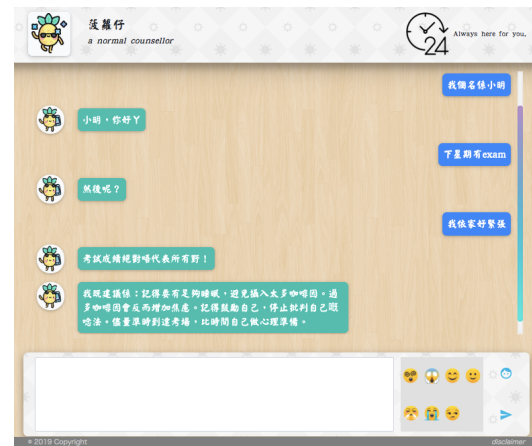 菠蘿仔
a normal counsellor
24
Always here for you.
我個名係小明
小明，你好丫
下星期有exam
然後呢？
我依家好緊張
考試成績絕對唔代表所有野！
我既建議係：記得要有足夠睡眠，避免攝入太多咖啡因。過
多咖啡因會反而增加焦慮。記得鼓勵自己，停止批判自己嘅
唸法。儘量準時到達考場，比時間自己做心理準備。
© 2019 Copyright
disclaimer